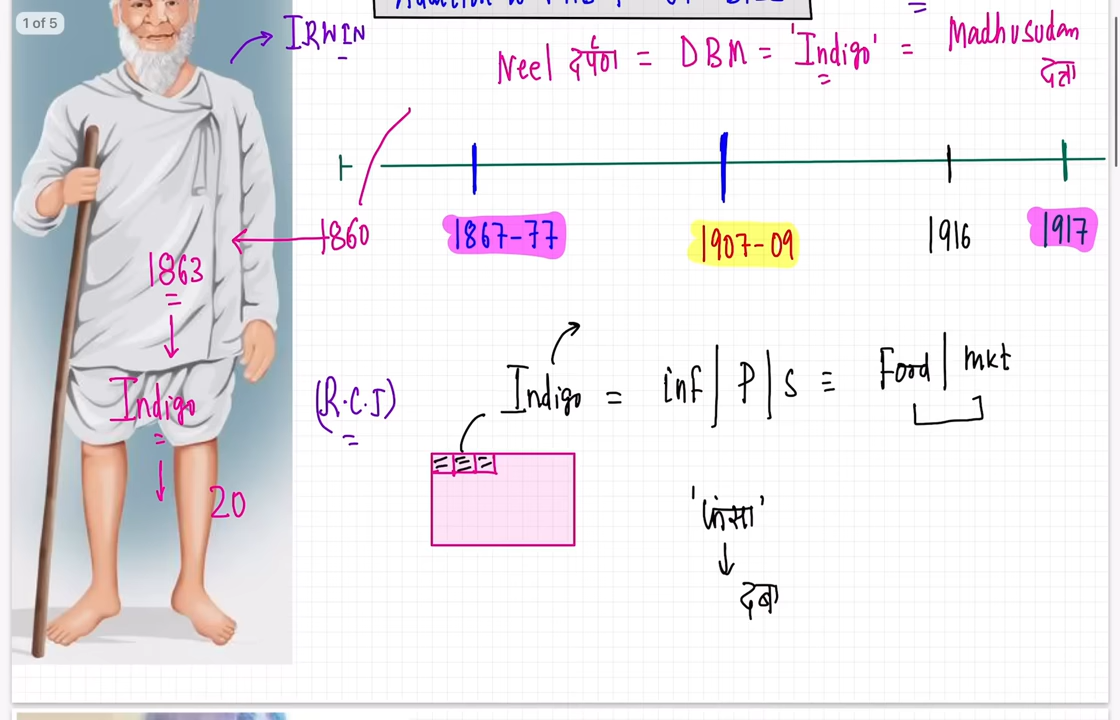 1 of 5
IRWIN
Neel दर्पण = DBM = 'Indigo' = Madhusudan
दत्ता
1860
1867-77
1907-09
1916
1917
1863
Indigo
20
(R.C.J)
Indigo = inf | P | S = Food | mkt
'हिंसा'
दबा